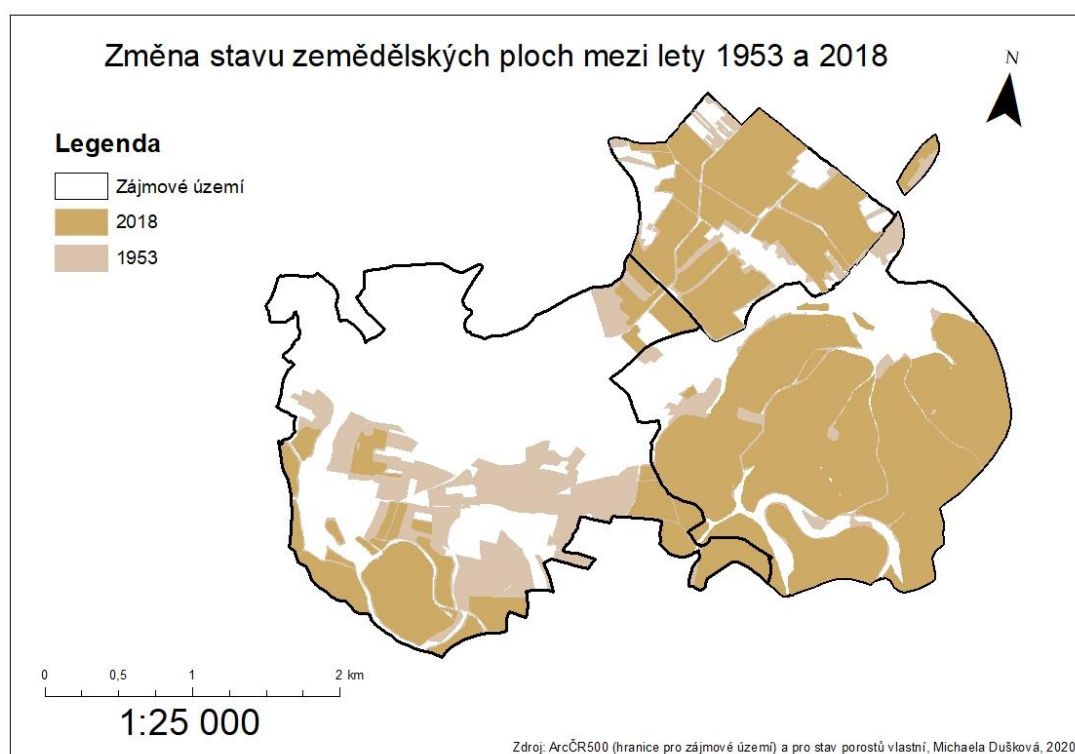 Změna stavu zemědělských ploch mezi lety 1953 a 2018
N
Legenda
Zájmové území
2018
1953
0 0,5 1 2 km
1:25 000
Zdroj: ArcČR500 (hranice pro zájmové území) a pro stav porostů vlastní, Michaela Dušková, 2020